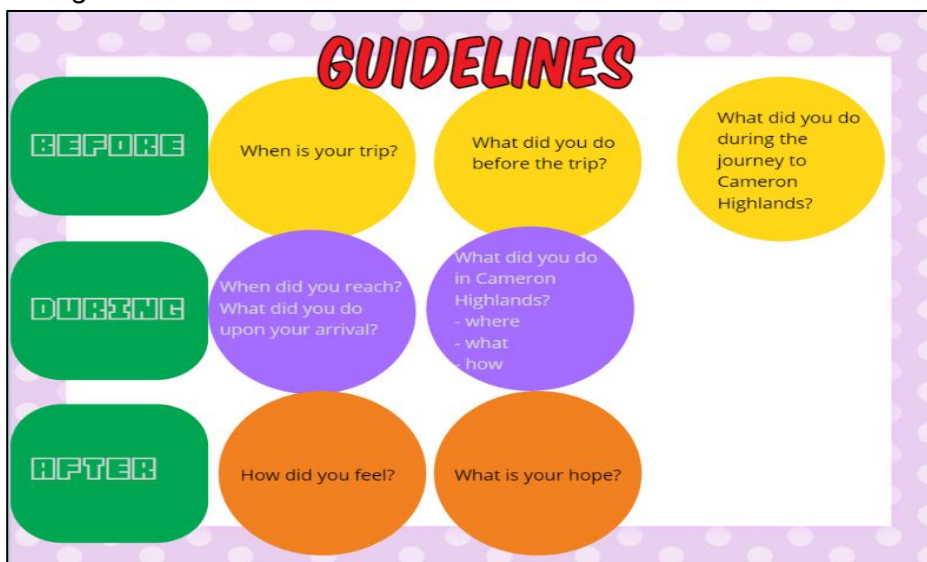 GUIDELINES
BEFORE
When is your trip?
What did you do
before the trip?
What did you do
during the
journey to
Cameron
Highlands?
DURING
When did you reach?
What did you do
upon your arrival?
What did you do
in Cameron
Highlands?
- where
- what
- how
AFTER
How did you feel?
What is your hope?